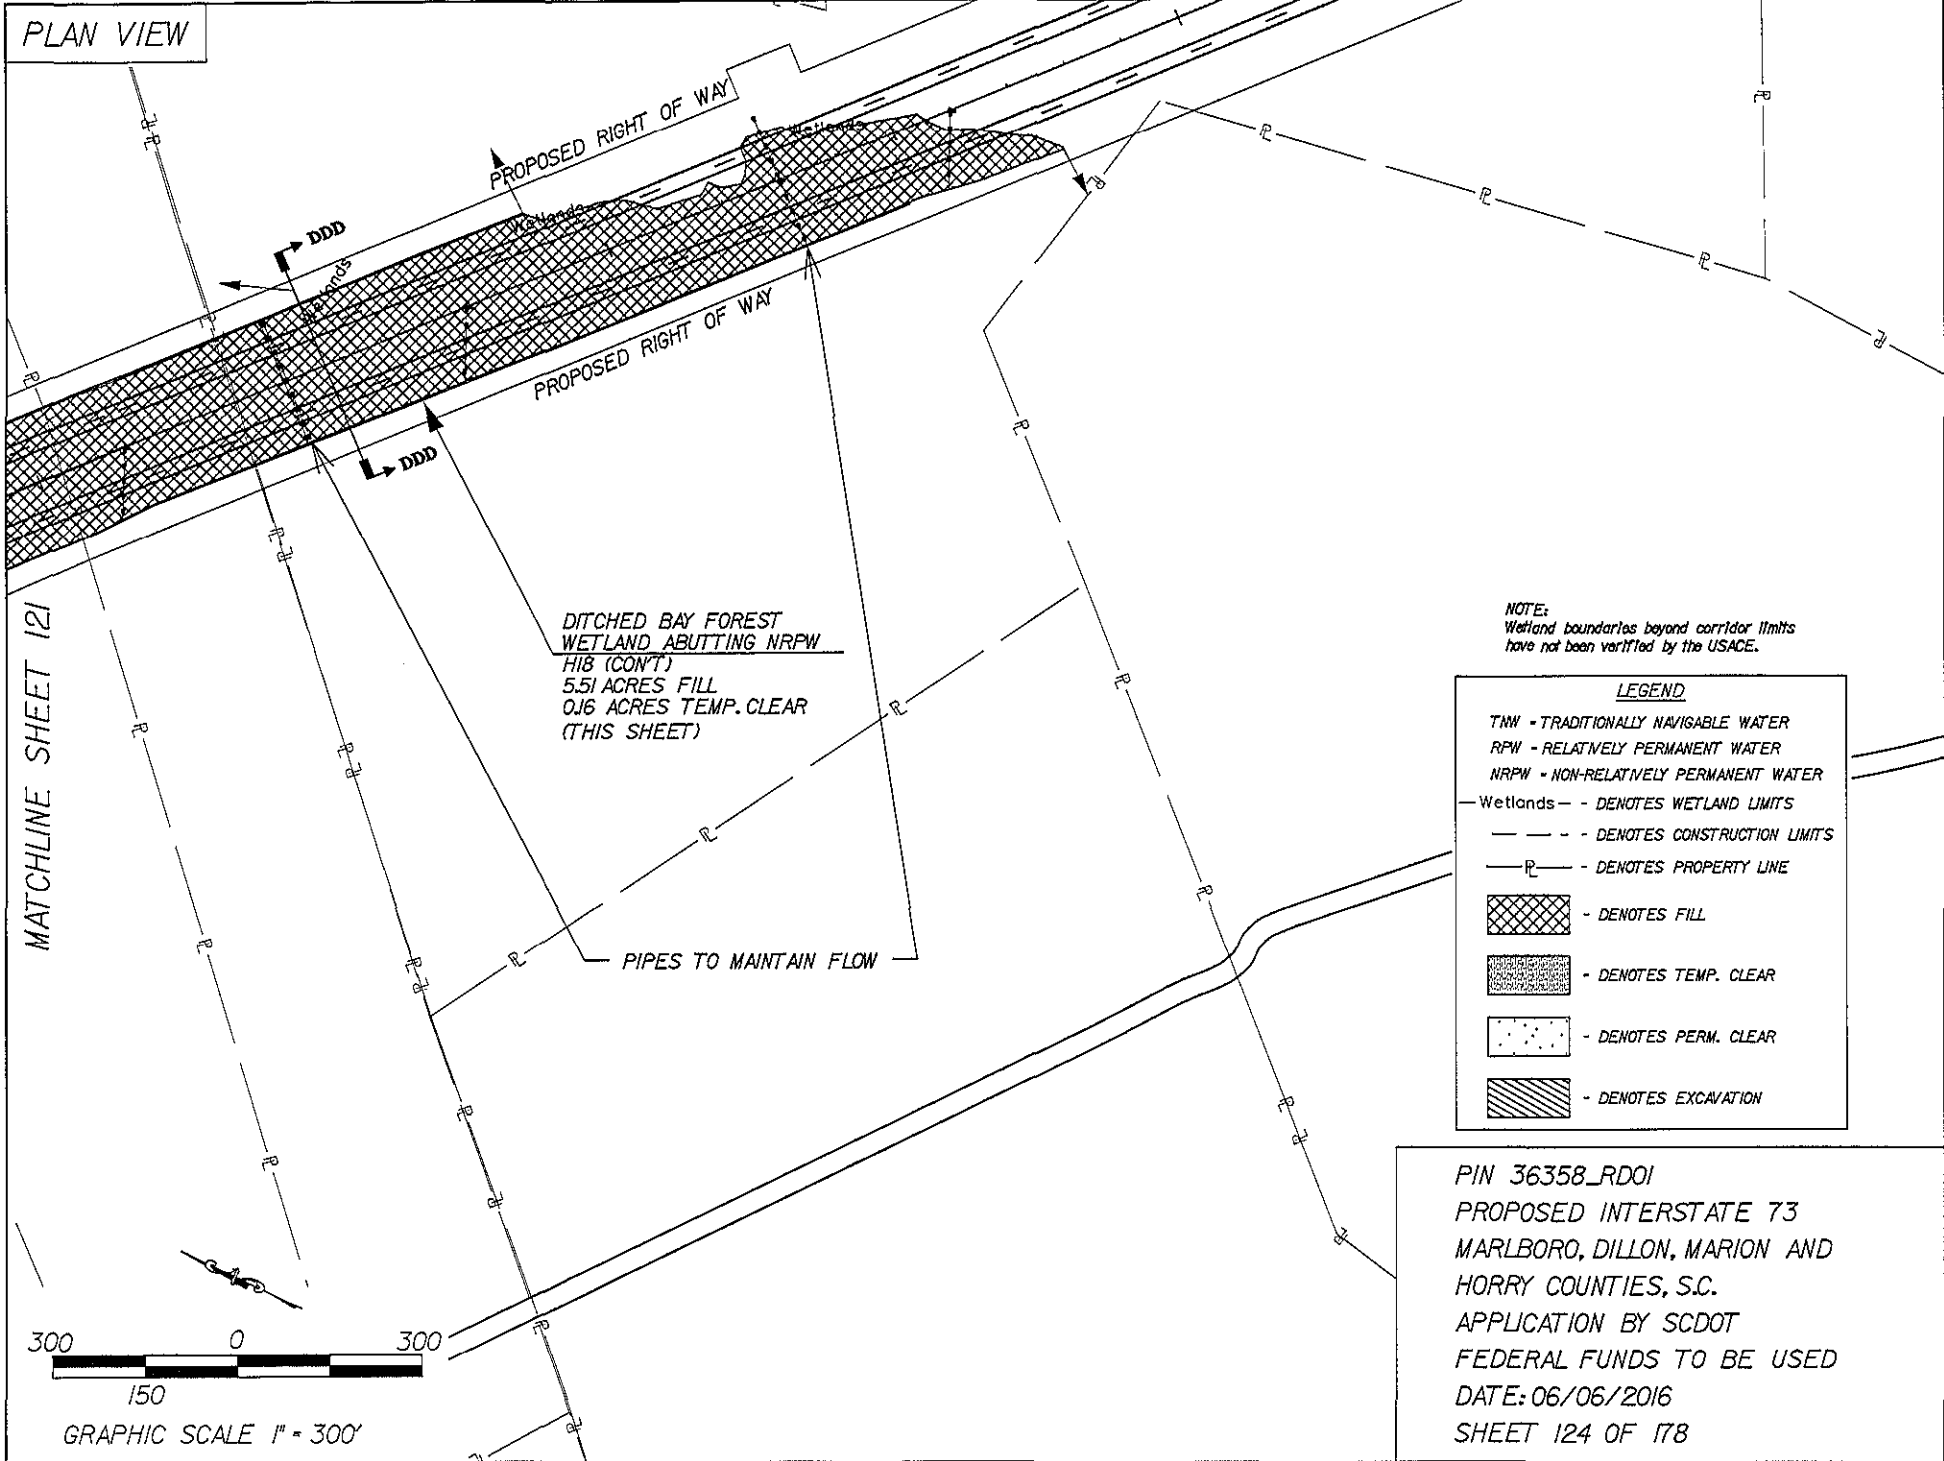 PLAN VIEW
PROPOSED RIGHT OF WAY
Wetlands
Wetlands
DDD
Wetlands
PROPOSED RIGHT OF WAY
DDD
MATCHLINE SHEET 121
DITCHED BAY FOREST
WETLAND ABUTTING NRPW
H18 (CON'T)
5.51 ACRES FILL
0.16 ACRES TEMP. CLEAR
(THIS SHEET)
PIPES TO MAINTAIN FLOW
NOTE:
Wetland boundaries beyond corridor limits
have not been verified by the USACE.
LEGEND
TNW - TRADITIONALLY NAVIGABLE WATER
RPW - RELATIVELY PERMANENT WATER
NRPW - NON-RELATIVELY PERMANENT WATER
Wetlands - DENOTES WETLAND LIMITS
- DENOTES CONSTRUCTION LIMITS
PL - DENOTES PROPERTY LINE
- DENOTES FILL
- DENOTES TEMP. CLEAR
- DENOTES PERM. CLEAR
- DENOTES EXCAVATION
300 0 300
150
GRAPHIC SCALE 1" = 300'
PIN 36358_RD01
PROPOSED INTERSTATE 73
MARLBORO, DILLON, MARION AND
HORRY COUNTIES, S.C.
APPLICATION BY SCDOT
FEDERAL FUNDS TO BE USED
DATE: 06/06/2016
SHEET 124 OF 178